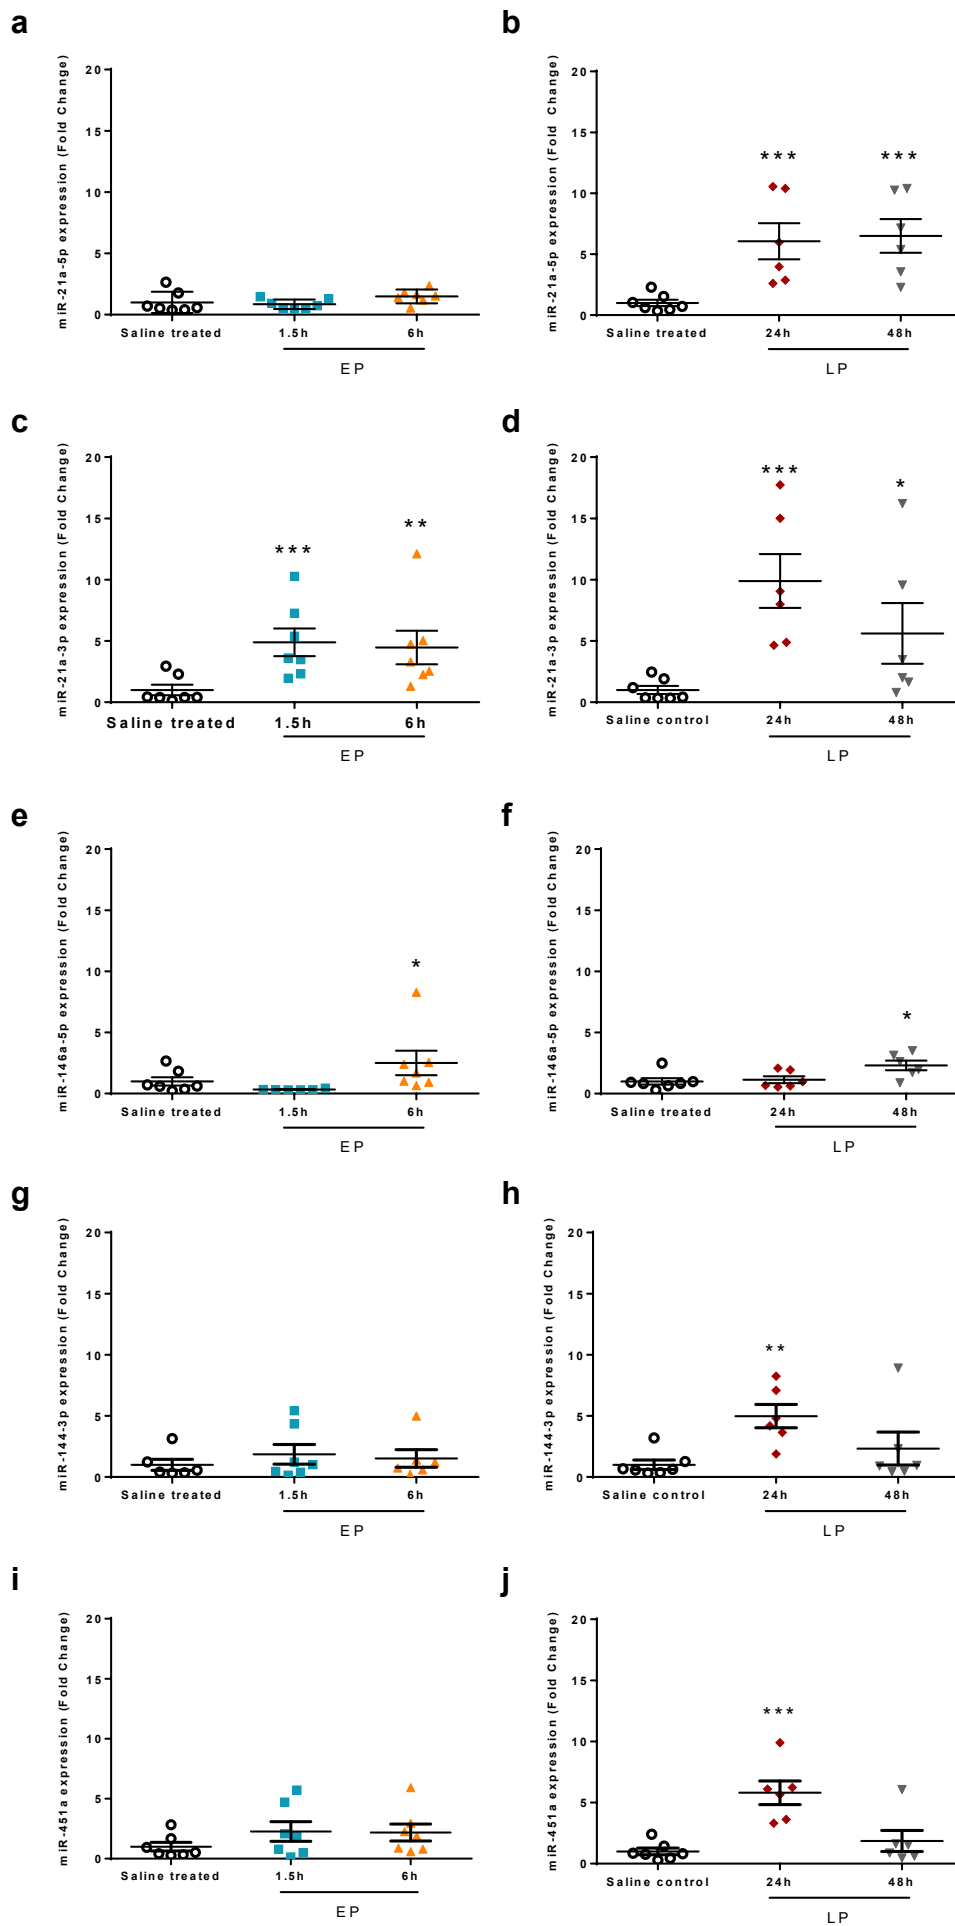 a
miR-21a-5p expression (Fold Change)
20
15
10
5
0
Saline treated 1.5h 6h
EP
b
miR-21a-5p expression (Fold Change)
20
15
10
5
0
*** ***
Saline treated 24h 48h
LP
c
miR-21a-3p expression (Fold Change)
20
15
10
5
0
*** **
Saline treated 1.5h 6h
EP
d
miR-21a-3p expression (Fold Change)
20
15
10
5
0
*** *
Saline control 24h 48h
LP
e
miR-146a-5p expression (Fold Change)
20
15
10
5
0
*
Saline treated 1.5h 6h
EP
f
miR-146a-5p expression (Fold Change)
20
15
10
5
0
*
Saline treated 24h 48h
LP
g
miR-144-3p expression (Fold Change)
20
15
10
5
0
Saline treated 1.5h 6h
EP
h
miR-144-3p expression (Fold Change)
20
15
10
5
0
**
Saline control 24h 48h
LP
i
miR-451a expression (Fold Change)
20
15
10
5
0
Saline treated 1.5h 6h
EP
j
miR-451a expression (Fold Change)
20
15
10
5
0
***
Saline control 24h 48h
LP